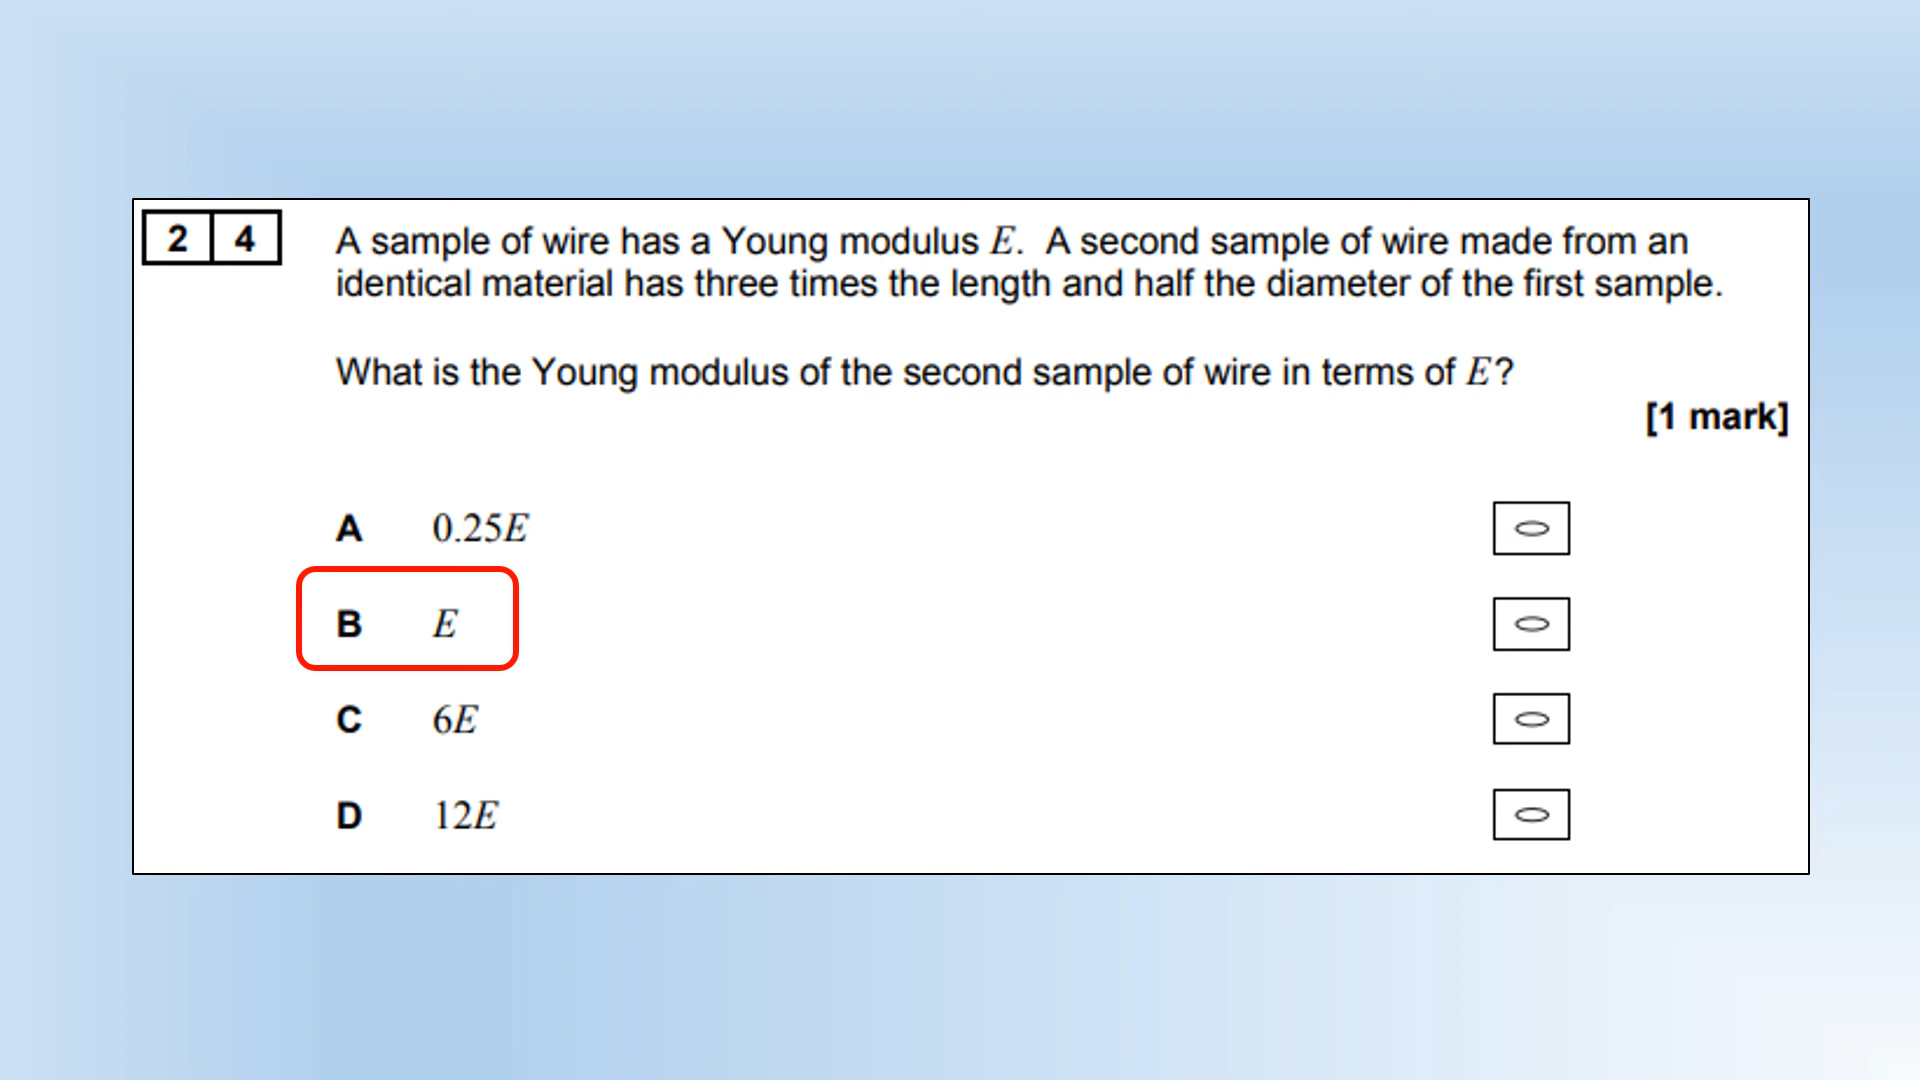 24 A sample of wire has a Young modulus E. A second sample of wire made from an
identical material has three times the length and half the diameter of the first sample.
What is the Young modulus of the second sample of wire in terms of E?
[1 mark]
A 0.25E
B E
C 6E
D 12E